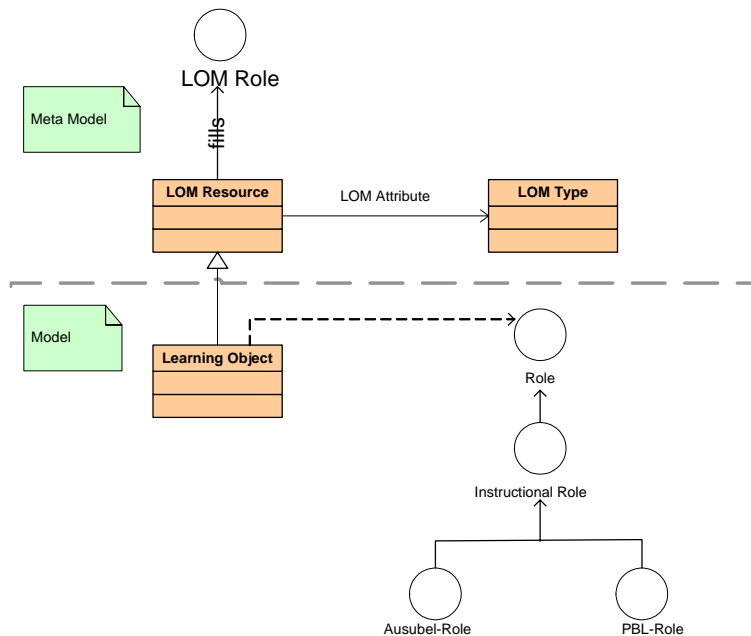 LOM Role
Meta Model
fills
LOM Resource
LOM Attribute
LOM Type
Model
Learning Object
Role
Instructional Role
Ausubel-Role
PBL-Role